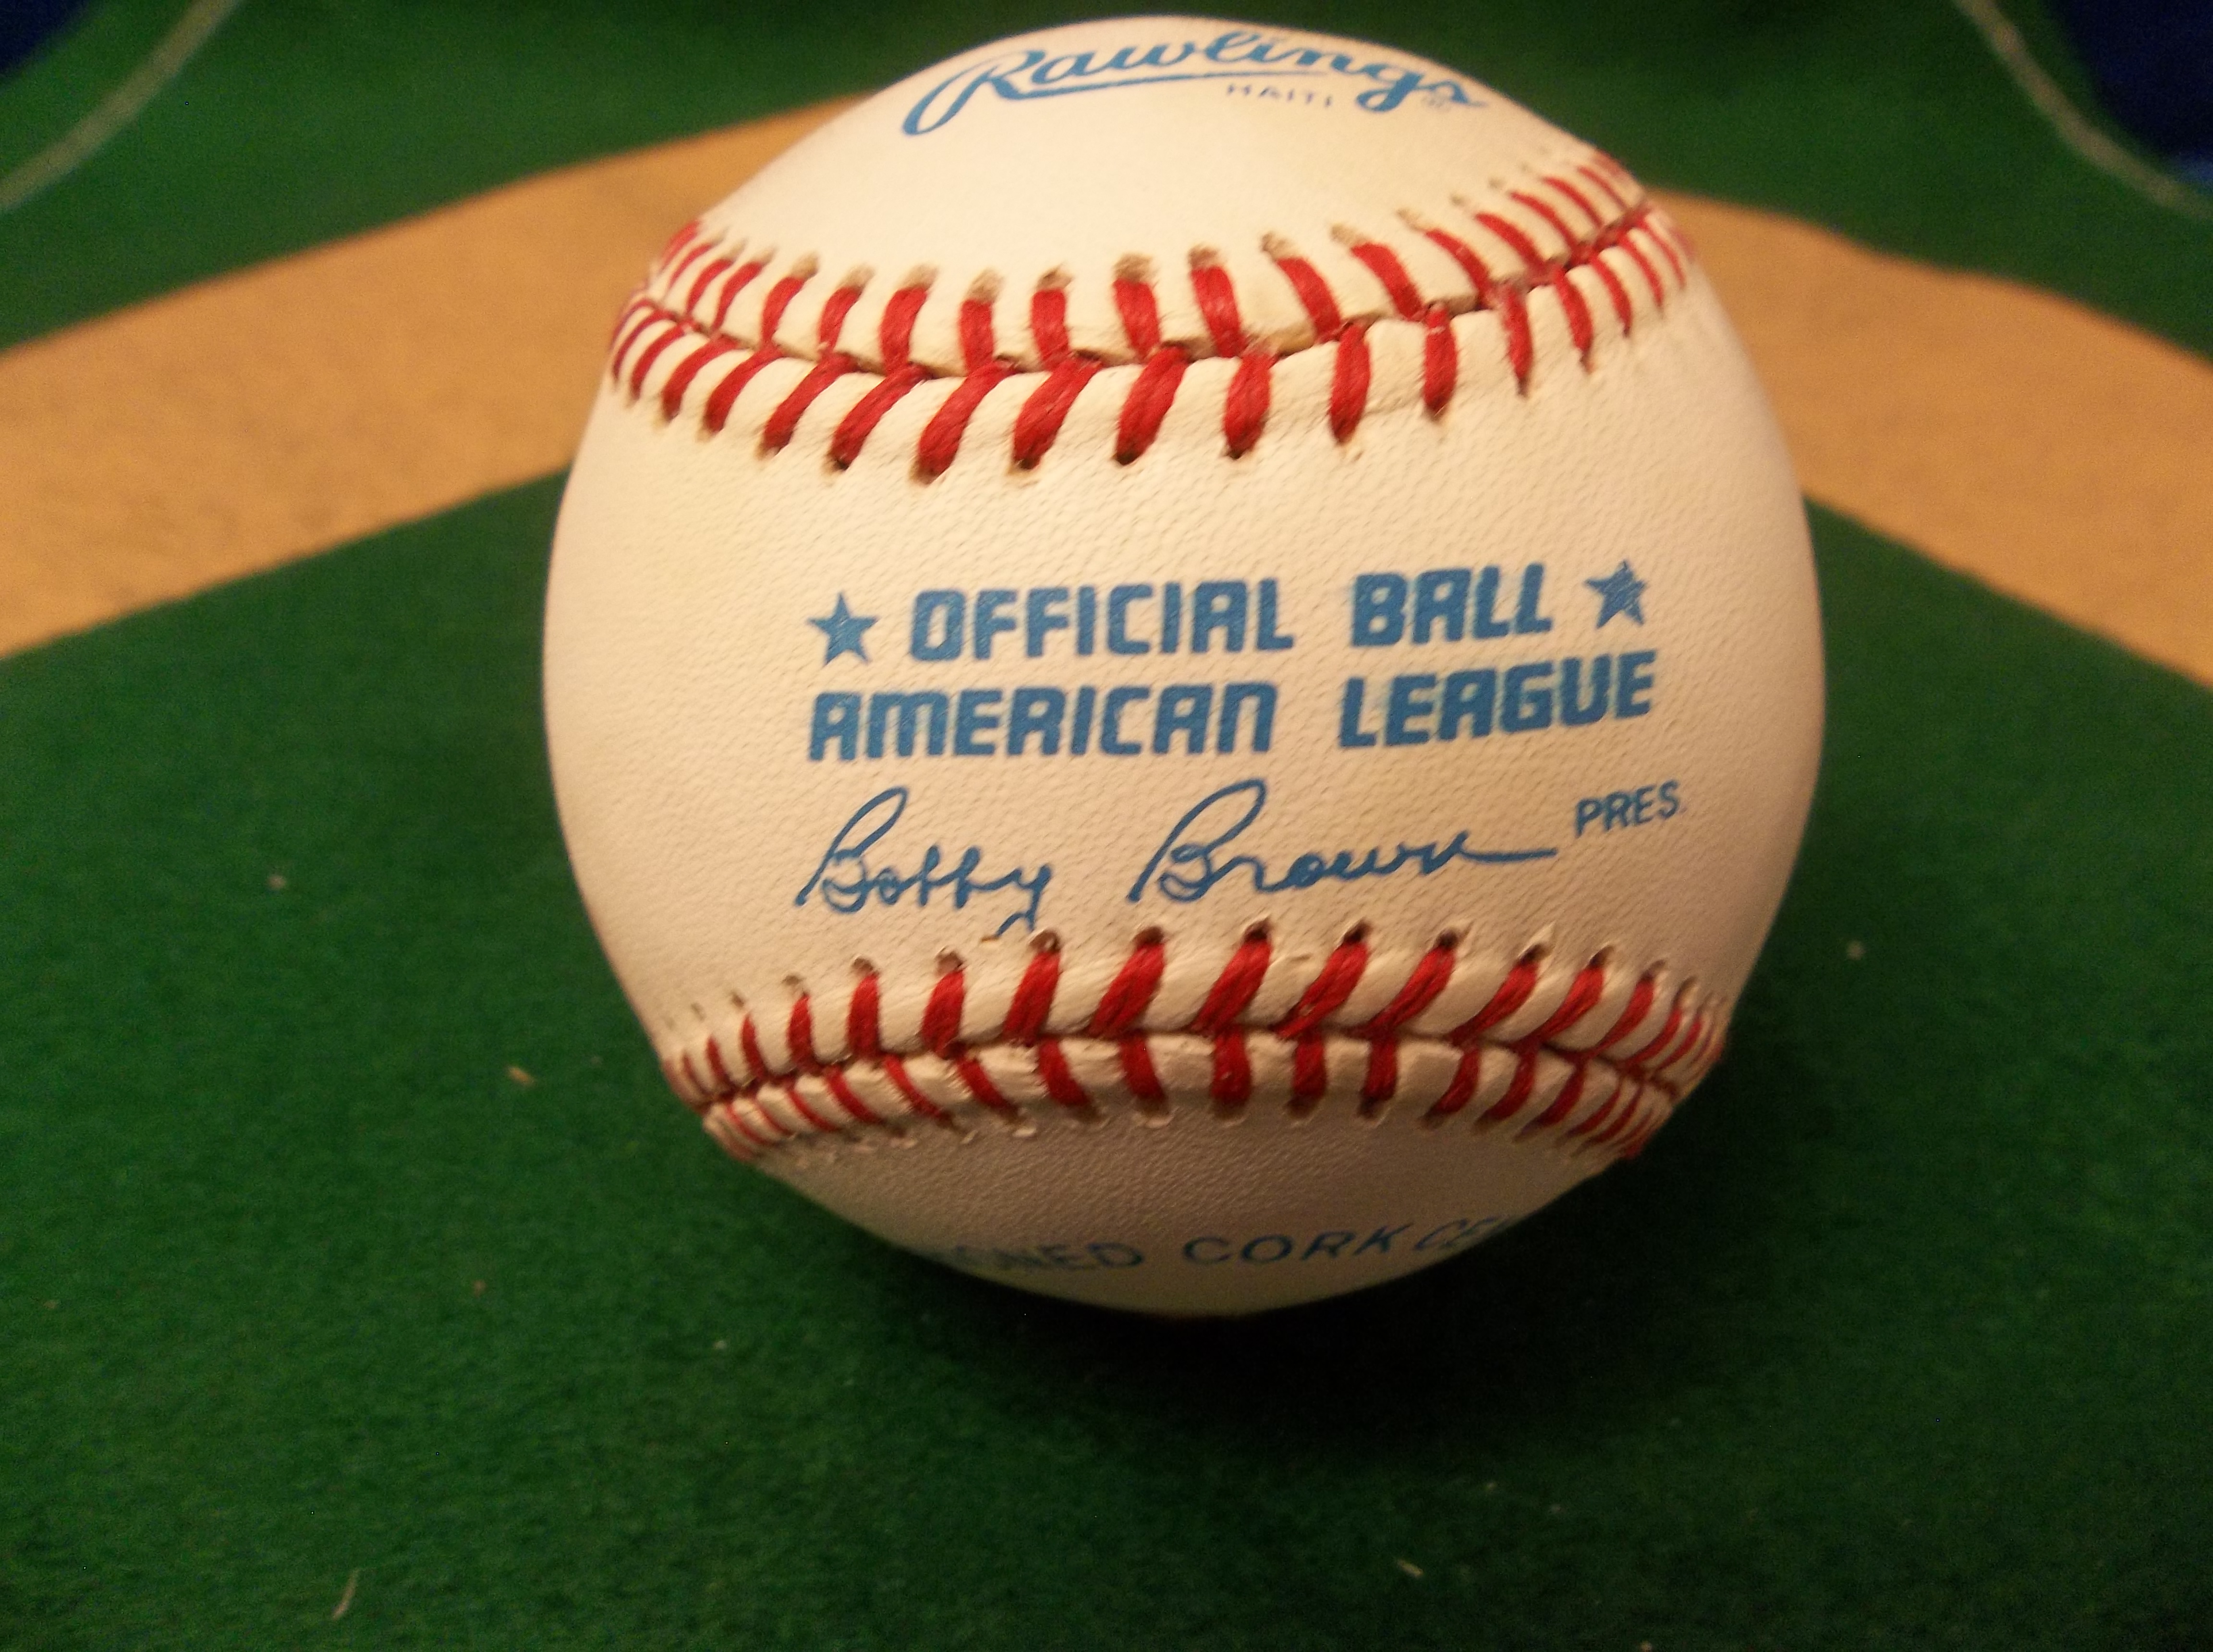 Rawlings ®
HAITI
★ OFFICIAL BALL ★
AMERICAN LEAGUE
Bobby Brown PRES.
CORK